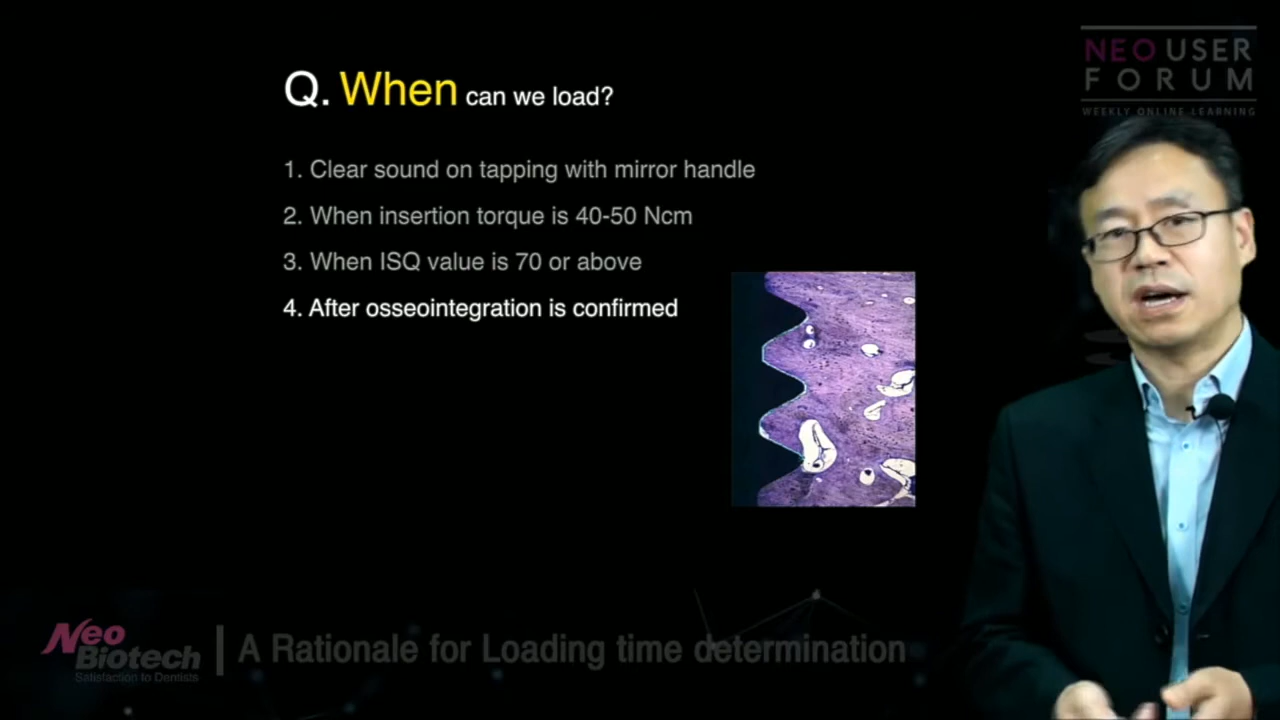 NEO USER
FORUM
WEEKLY ONLINE LEARNING
Q. When can we load?
1. Clear sound on tapping with mirror handle
2. When insertion torque is 40-50 Ncm
3. When ISQ value is 70 or above
4. After osseointegration is confirmed
Neo
Biotech
Satisfaction to Dentists
A Rationale for Loading time determination